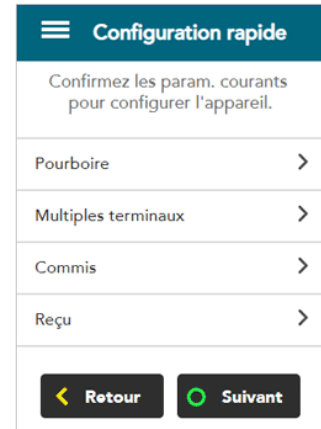 Configuration rapide
Confirmez les param. courants
pour configurer l'appareil.
Pourboire
Multiples terminaux
Commis
Reçu
Retour
Suivant